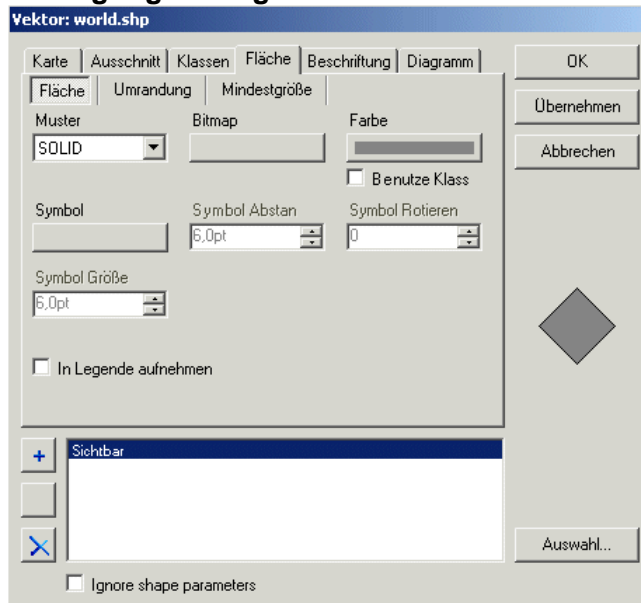 Vektor: world.shp
Karte Ausschnitt Klassen Fläche Beschriftung Diagramm
Fläche Umrandung Mindestgröße
Muster Bitmap Farbe
SOLID
Benutze Klass
Symbol Symbol Abstan Symbol Rotieren
6,0pt 0
Symbol Größe
6,0pt
In Legende aufnehmen
OK
Übernehmen
Abbrechen
+ Sichtbar
Auswahl...
Ignore shape parameters